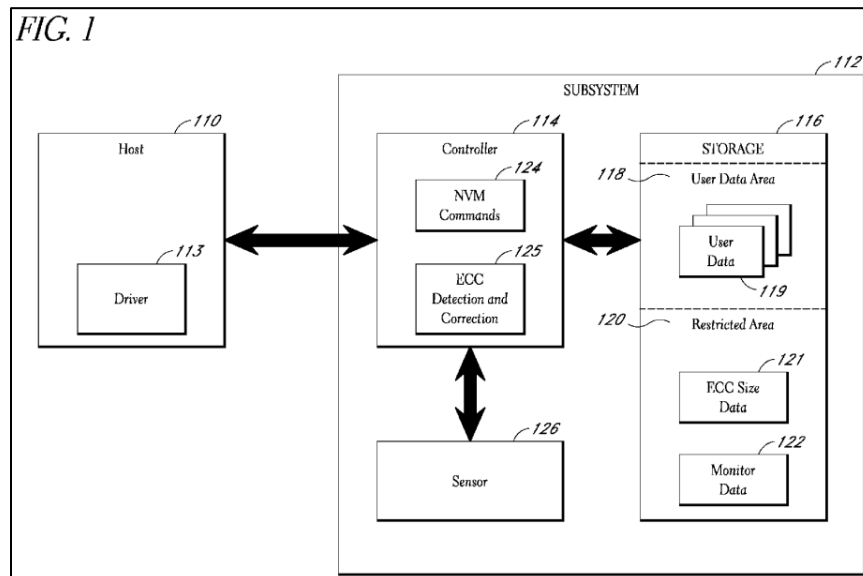 FIG. 1
112
SUBSYSTEM
110
Host
113
Driver
114
Controller
124
NVM
Commands
125
ECC
Detection and
Correction
126
Sensor
116
STORAGE
118
User Data Area
User
Data
119
120
Restricted Area
121
ECC Size
Data
122
Monitor
Data